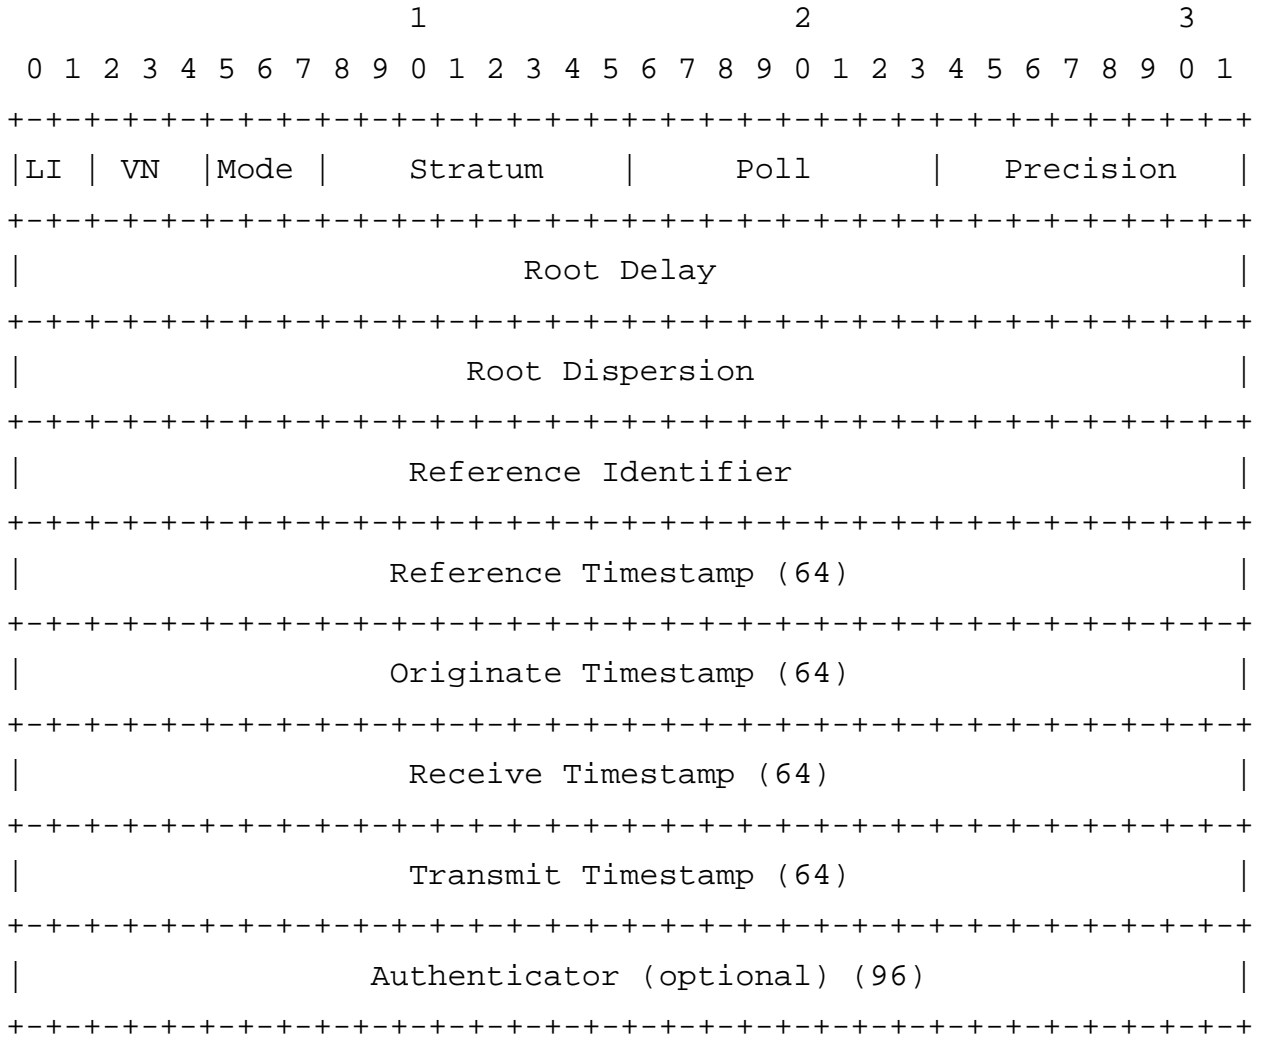 1                   2                   3
 0 1 2 3 4 5 6 7 8 9 0 1 2 3 4 5 6 7 8 9 0 1 2 3 4 5 6 7 8 9 0 1
+-+-+-+-+-+-+-+-+-+-+-+-+-+-+-+-+-+-+-+-+-+-+-+-+-+-+-+-+-+-+-+-+
|LI | VN  |Mode |    Stratum    |     Poll      |   Precision   |
+-+-+-+-+-+-+-+-+-+-+-+-+-+-+-+-+-+-+-+-+-+-+-+-+-+-+-+-+-+-+-+-+
|                          Root Delay                           |
+-+-+-+-+-+-+-+-+-+-+-+-+-+-+-+-+-+-+-+-+-+-+-+-+-+-+-+-+-+-+-+-+
|                       Root Dispersion                         |
+-+-+-+-+-+-+-+-+-+-+-+-+-+-+-+-+-+-+-+-+-+-+-+-+-+-+-+-+-+-+-+-+
|                    Reference Identifier                       |
+-+-+-+-+-+-+-+-+-+-+-+-+-+-+-+-+-+-+-+-+-+-+-+-+-+-+-+-+-+-+-+-+
|                   Reference Timestamp (64)                    |
+-+-+-+-+-+-+-+-+-+-+-+-+-+-+-+-+-+-+-+-+-+-+-+-+-+-+-+-+-+-+-+-+
|                   Originate Timestamp (64)                    |
+-+-+-+-+-+-+-+-+-+-+-+-+-+-+-+-+-+-+-+-+-+-+-+-+-+-+-+-+-+-+-+-+
|                    Receive Timestamp (64)                     |
+-+-+-+-+-+-+-+-+-+-+-+-+-+-+-+-+-+-+-+-+-+-+-+-+-+-+-+-+-+-+-+-+
|                    Transmit Timestamp (64)                    |
+-+-+-+-+-+-+-+-+-+-+-+-+-+-+-+-+-+-+-+-+-+-+-+-+-+-+-+-+-+-+-+-+
|                  Authenticator (optional) (96)                |
+-+-+-+-+-+-+-+-+-+-+-+-+-+-+-+-+-+-+-+-+-+-+-+-+-+-+-+-+-+-+-+-+